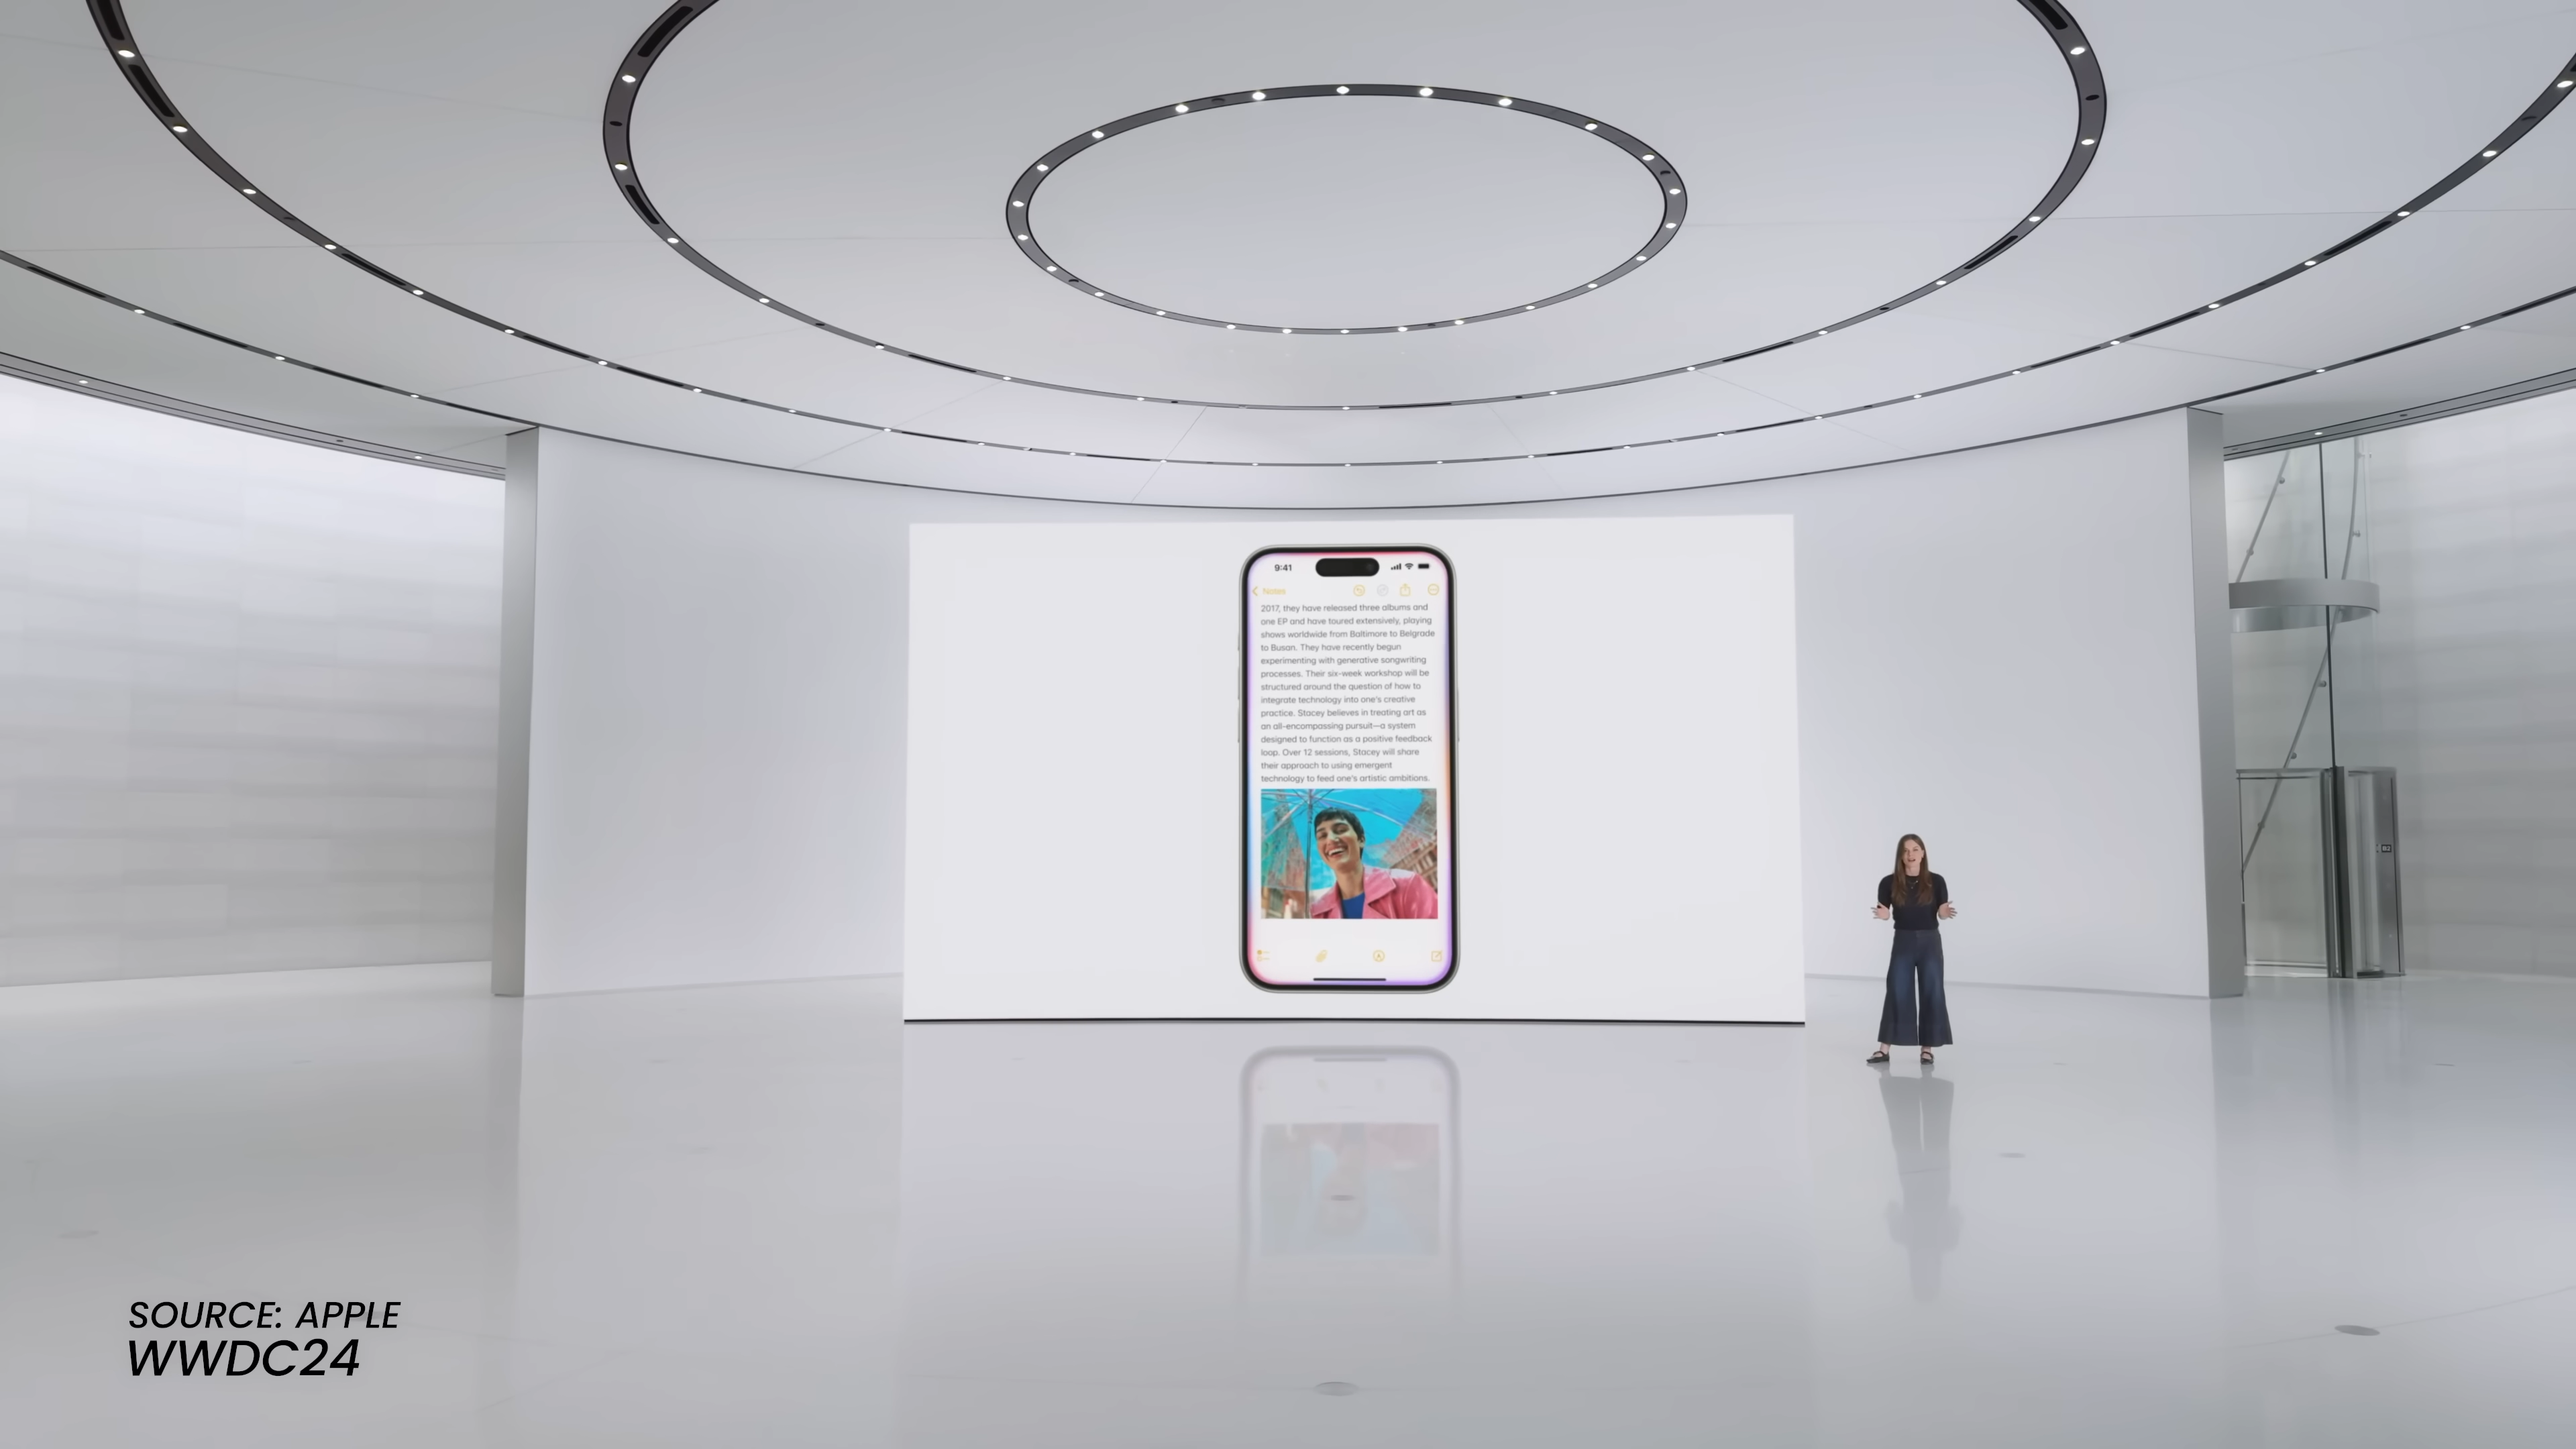 9:41
Notes
2017, they have released three albums and
one EP and have toured extensively, playing
shows worldwide from Baltimore to Belgrade
to Busan. They have recently begun
experimenting with generative songwriting
processes. Their six-week workshop will be
structured around the question of how to
integrate technology into one's creative
practice. Stacey believes in treating art as
an all-encompassing pursuit—a system
designed to function as a positive feedback
loop. Over 12 sessions, Stacey will share
their approach to using emergent
technology to feed one's artistic ambitions.
SOURCE: APPLE
WWDC24